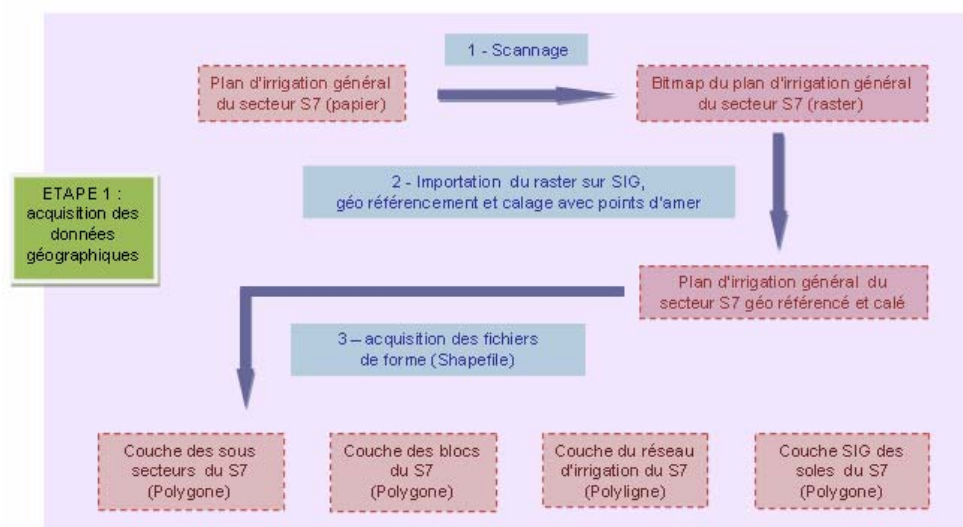 1 - Scannage
Plan d'irrigation général
du secteur S7 (papier)
Bitmap du plan d'irrigation général
du secteur S7 (raster)
2 - Importation du raster sur SIG,
géo référencement et calage avec points d'amer
ETAPE 1 :
acquisition des
données
géographiques
Plan d'irrigation général du
secteur S7 géo référencé et calé
3 – acquisition des fichiers
de forme (Shapefile)
Couche des sous
secteurs du S7
(Polygone)
Couche des blocs
du S7
(Polygone)
Couche du réseau
d'irrigation du S7
(Polyligne)
Couche SIG des
soles du S7
(Polygone)